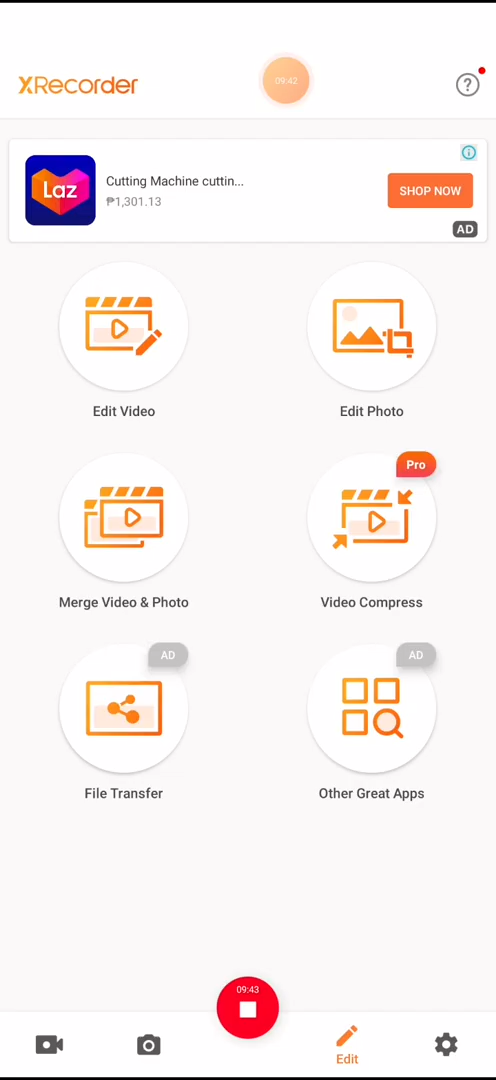 XRecorder
09:42
?
Laz
Cutting Machine cuttin...
₱1,301.13
SHOP NOW
AD
Edit Video
Edit Photo
Pro
Merge Video & Photo
Video Compress
AD
AD
File Transfer
Other Great Apps
09:43
Edit